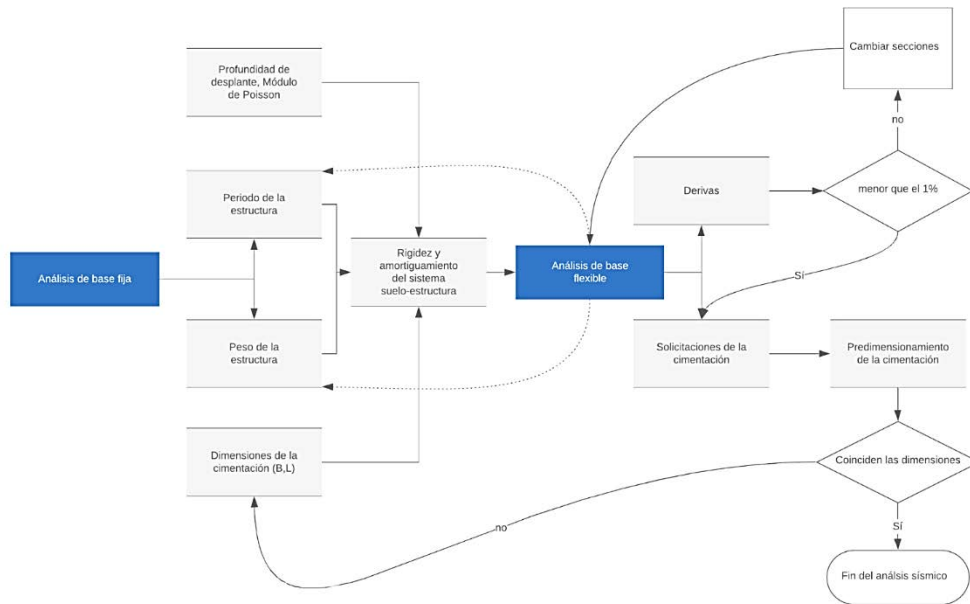 Profundidad de
desplante, Módulo
de Poisson
Cambiar secciones
no
Periodo de la
estructura
Derivas
menor que el 1%
Análisis de base fija
Rigidez y
amortiguamiento
del sistema
suelo-estructura
Análisis de base
flexible
Sí
Peso de la
estructura
Solicitaciones de la
cimentación
Predimensionamiento
de la cimentación
Dimensiones de la
cimentación (B,L)
Coinciden las dimensiones
no
Sí
Fin del análsis sísmico